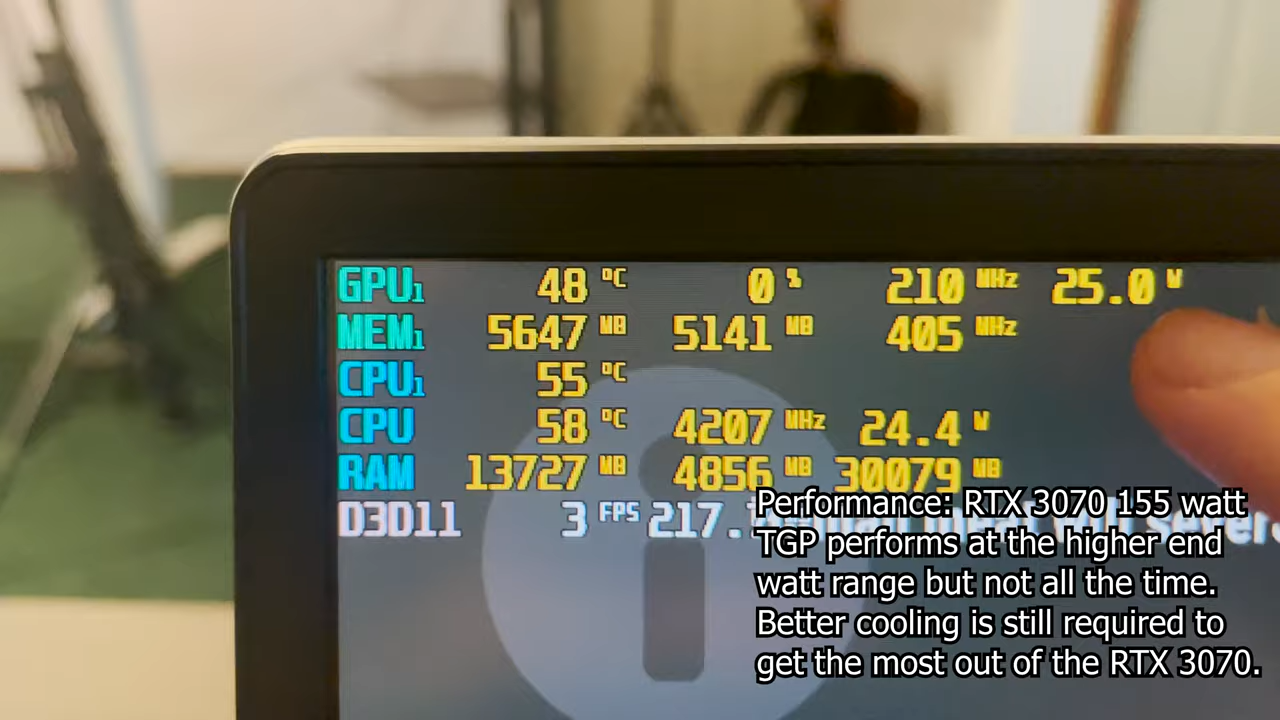 GPU1 48 °C 0 % 210 MHz 25.0 W
MEM1 5647 MB 5141 MB 405 MHz
CPU1 55 °C
CPU 58 °C 4207 MHz 24.4 W
RAM 13727 MB 4856 MB 30079 MB
D3D11 3 FPS 217.
Performance: RTX 3070 155 watt
TGP performs at the higher end
watt range but not all the time.
Better cooling is still required to
get the most out of the RTX 3070.